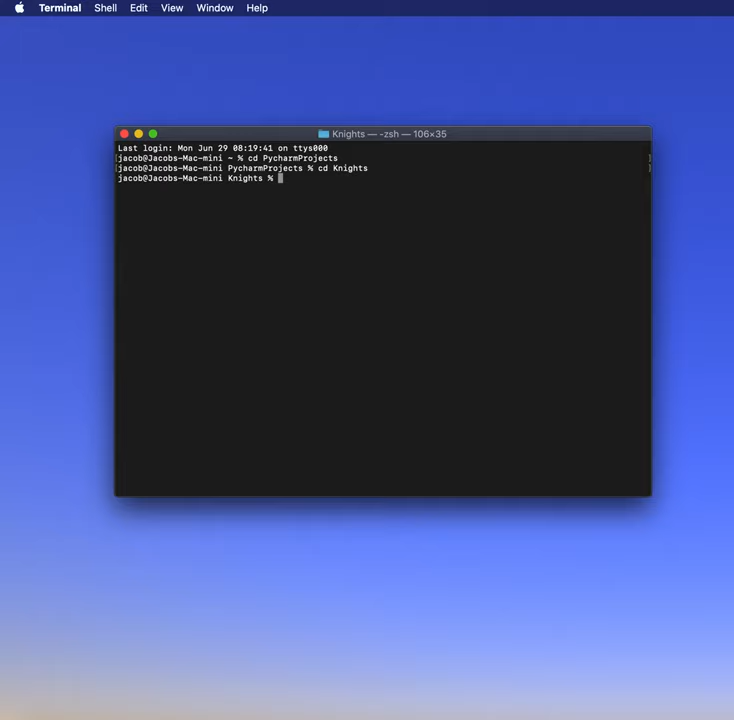 Terminal Shell Edit View Window Help
Knights — -zsh — 106×35
Last login: Mon Jun 29 08:19:41 on ttys000
[jacob@Jacobs-Mac-mini ~ % cd PycharmProjects ]
[jacob@Jacobs-Mac-mini PycharmProjects % cd Knights ]
jacob@Jacobs-Mac-mini Knights %